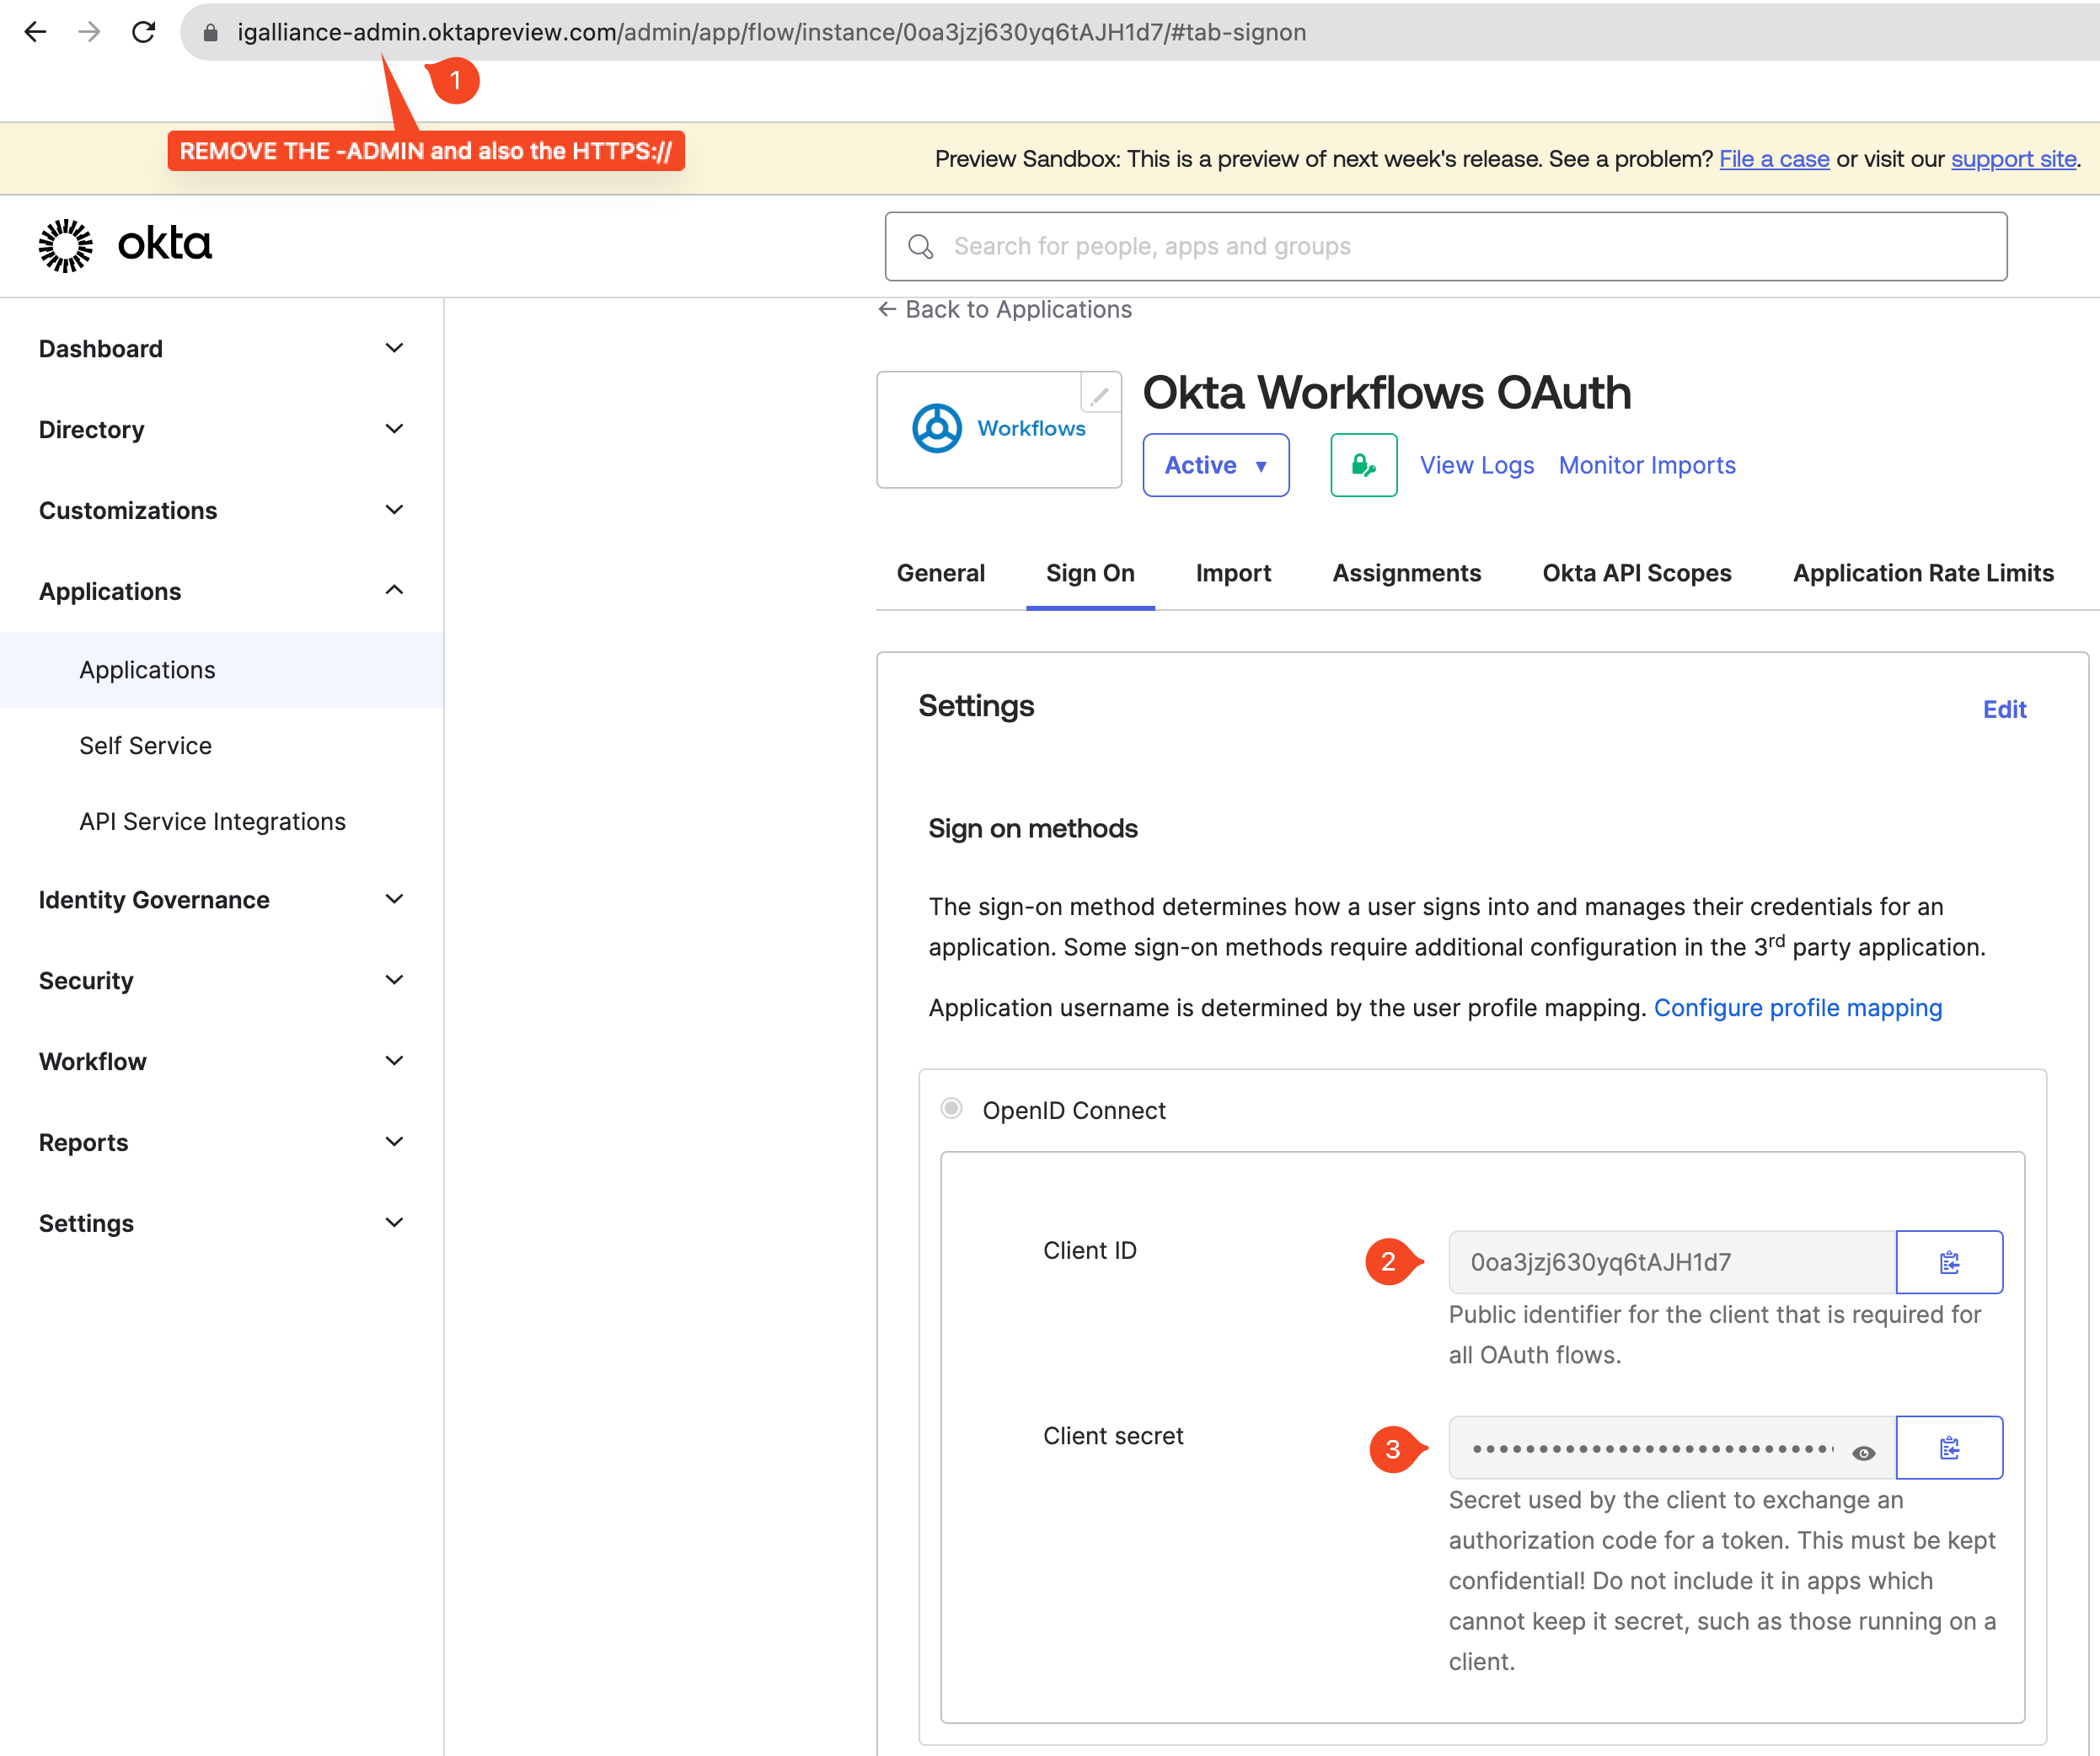 igalliance-admin.oktapreview.com/admin/app/flow/instance/0oa3jzj630yq6tAJH1d7/#tab-signon
1
REMOVE THE -ADMIN and also the HTTPS://
Preview Sandbox: This is a preview of next week's release. See a problem? File a case or visit our support site.
okta
Search for people, apps and groups
← Back to Applications
Dashboard
Directory
Customizations
Applications
Applications
Self Service
API Service Integrations
Identity Governance
Security
Workflow
Reports
Settings
Workflows
Okta Workflows OAuth
Active ▼
View Logs
Monitor Imports
General
Sign On
Import
Assignments
Okta API Scopes
Application Rate Limits
Settings
Edit
Sign on methods
The sign-on method determines how a user signs into and manages their credentials for an
application. Some sign-on methods require additional configuration in the 3rd party application.
Application username is determined by the user profile mapping. Configure profile mapping
OpenID Connect
Client ID
2
0oa3jzj630yq6tAJH1d7
Public identifier for the client that is required for
all OAuth flows.
Client secret
3
Secret used by the client to exchange an
authorization code for a token. This must be kept
confidential! Do not include it in apps which
cannot keep it secret, such as those running on a
client.